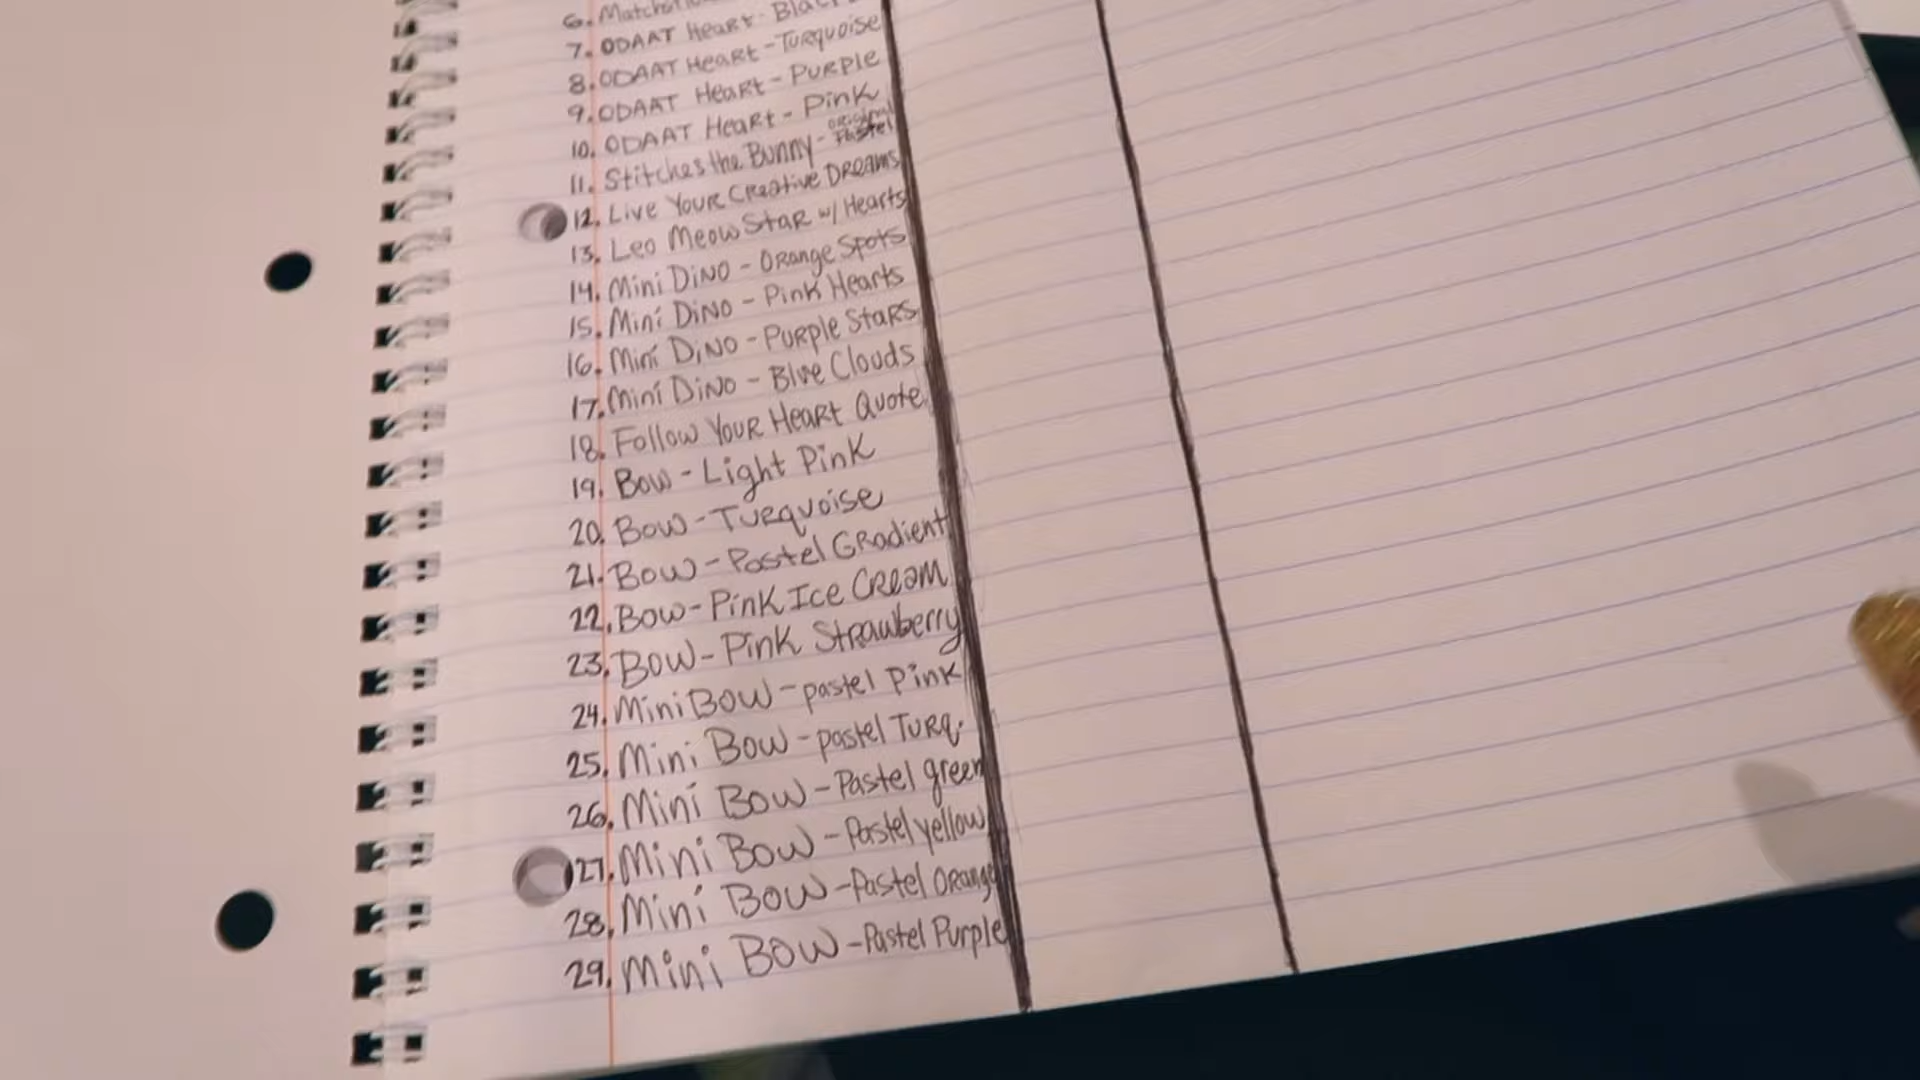 7. ODAAT Heart - Black
8. ODAAT Heart - Turquoise
9. ODAAT Heart - Purple
10. ODAAT Heart - Pink
original
11. Stitches the Bunny - Pastel
12. Live Your Creative Dreams
13. Leo Meow Star w/ Hearts
14. Mini Dino - Orange Spots
15. Mini Dino - Pink Hearts
16. Mini Dino - Purple Stars
17. Mini Dino - Blue Clouds
18. Follow Your Heart Quote
19. Bow - Light Pink
20. Bow - Turquoise
21. Bow - Pastel Gradient
22. Bow - Pink Ice Cream
23. Bow - Pink Strawberry
24. Mini Bow - pastel Pink
25. Mini Bow - pastel Turq.
26. Mini Bow - Pastel green
27. Mini Bow - Pastel yellow
28. Mini Bow - Pastel Orange
29. Mini Bow - Pastel Purple